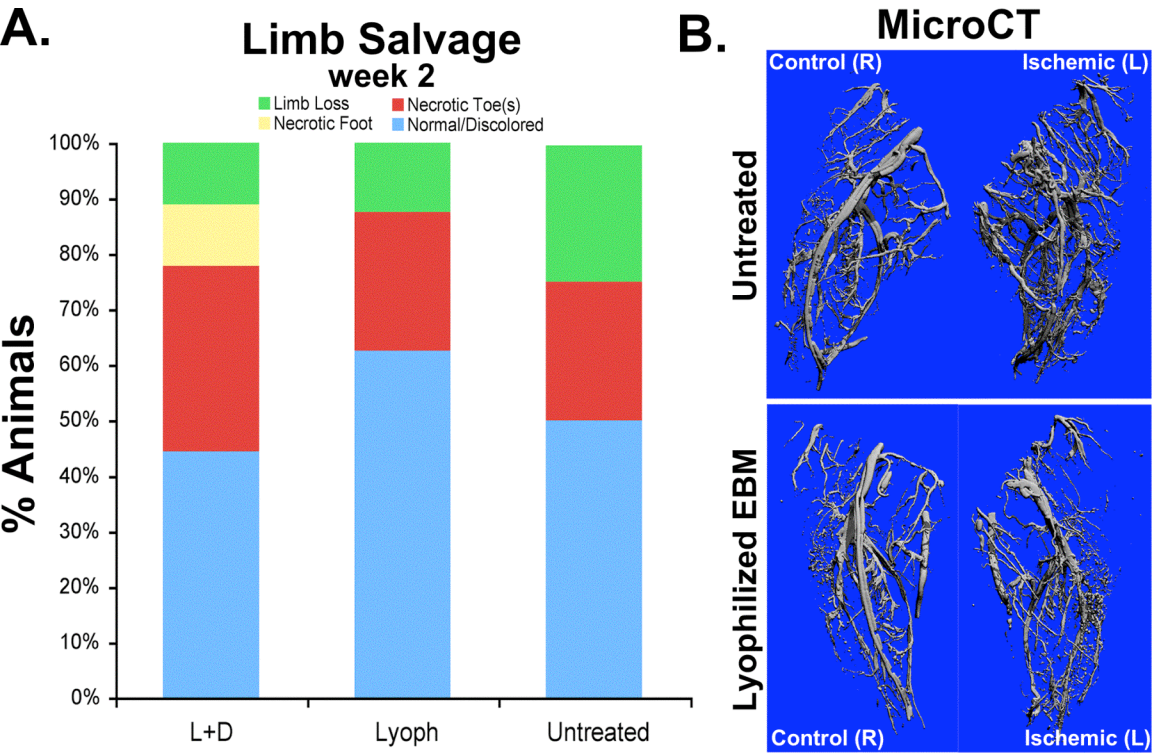 A.
Limb Salvage
week 2
Limb Loss
Necrotic Toe(s)
Necrotic Foot
Normal/Discolored
% Animals
100%
90%
80%
70%
60%
50%
40%
30%
20%
10%
0%
L+D
Lyoph
Untreated
B.
MicroCT
Control (R)
Ischemic (L)
Untreated
Lyophilized EBM
Control (R)
Ischemic (L)